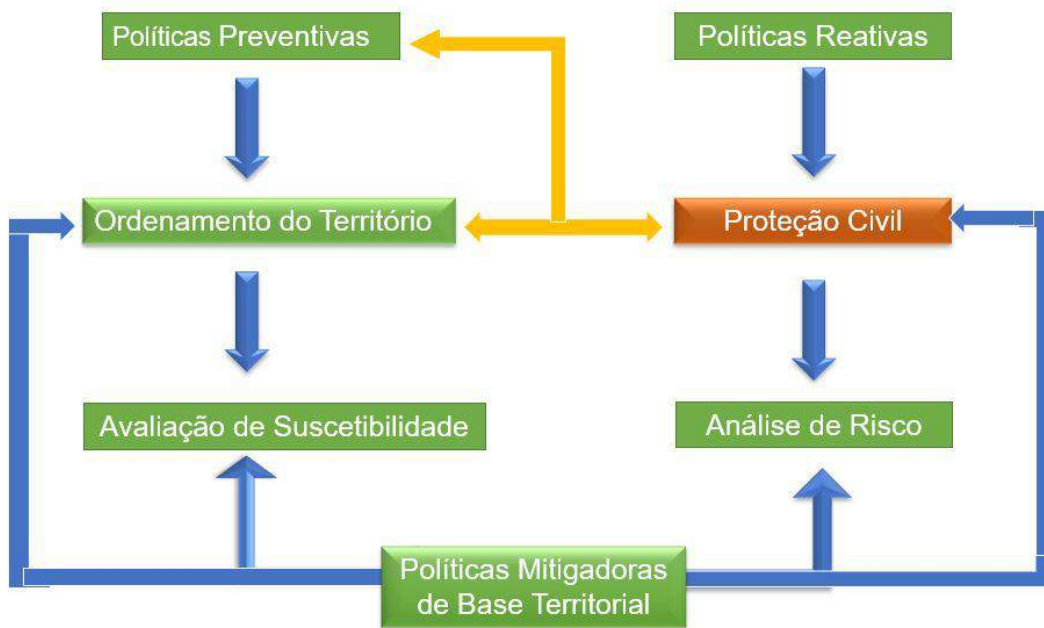 Políticas Preventivas
Políticas Reativas
Ordenamento do Território
Proteção Civil
Avaliação de Suscetibilidade
Análise de Risco
Políticas Mitigadoras
de Base Territorial